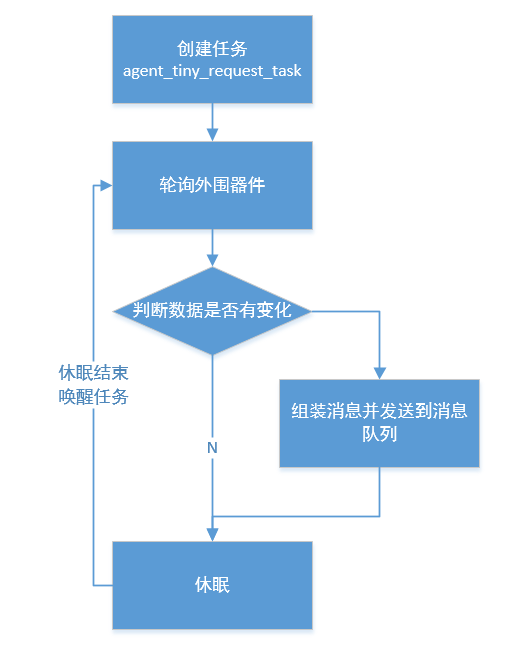 创建任务
agent_tiny_request_task
轮询外围器件
判断数据是否有变化
休眠结束
唤醒任务
组装消息并发送到消息
队列
N
休眠